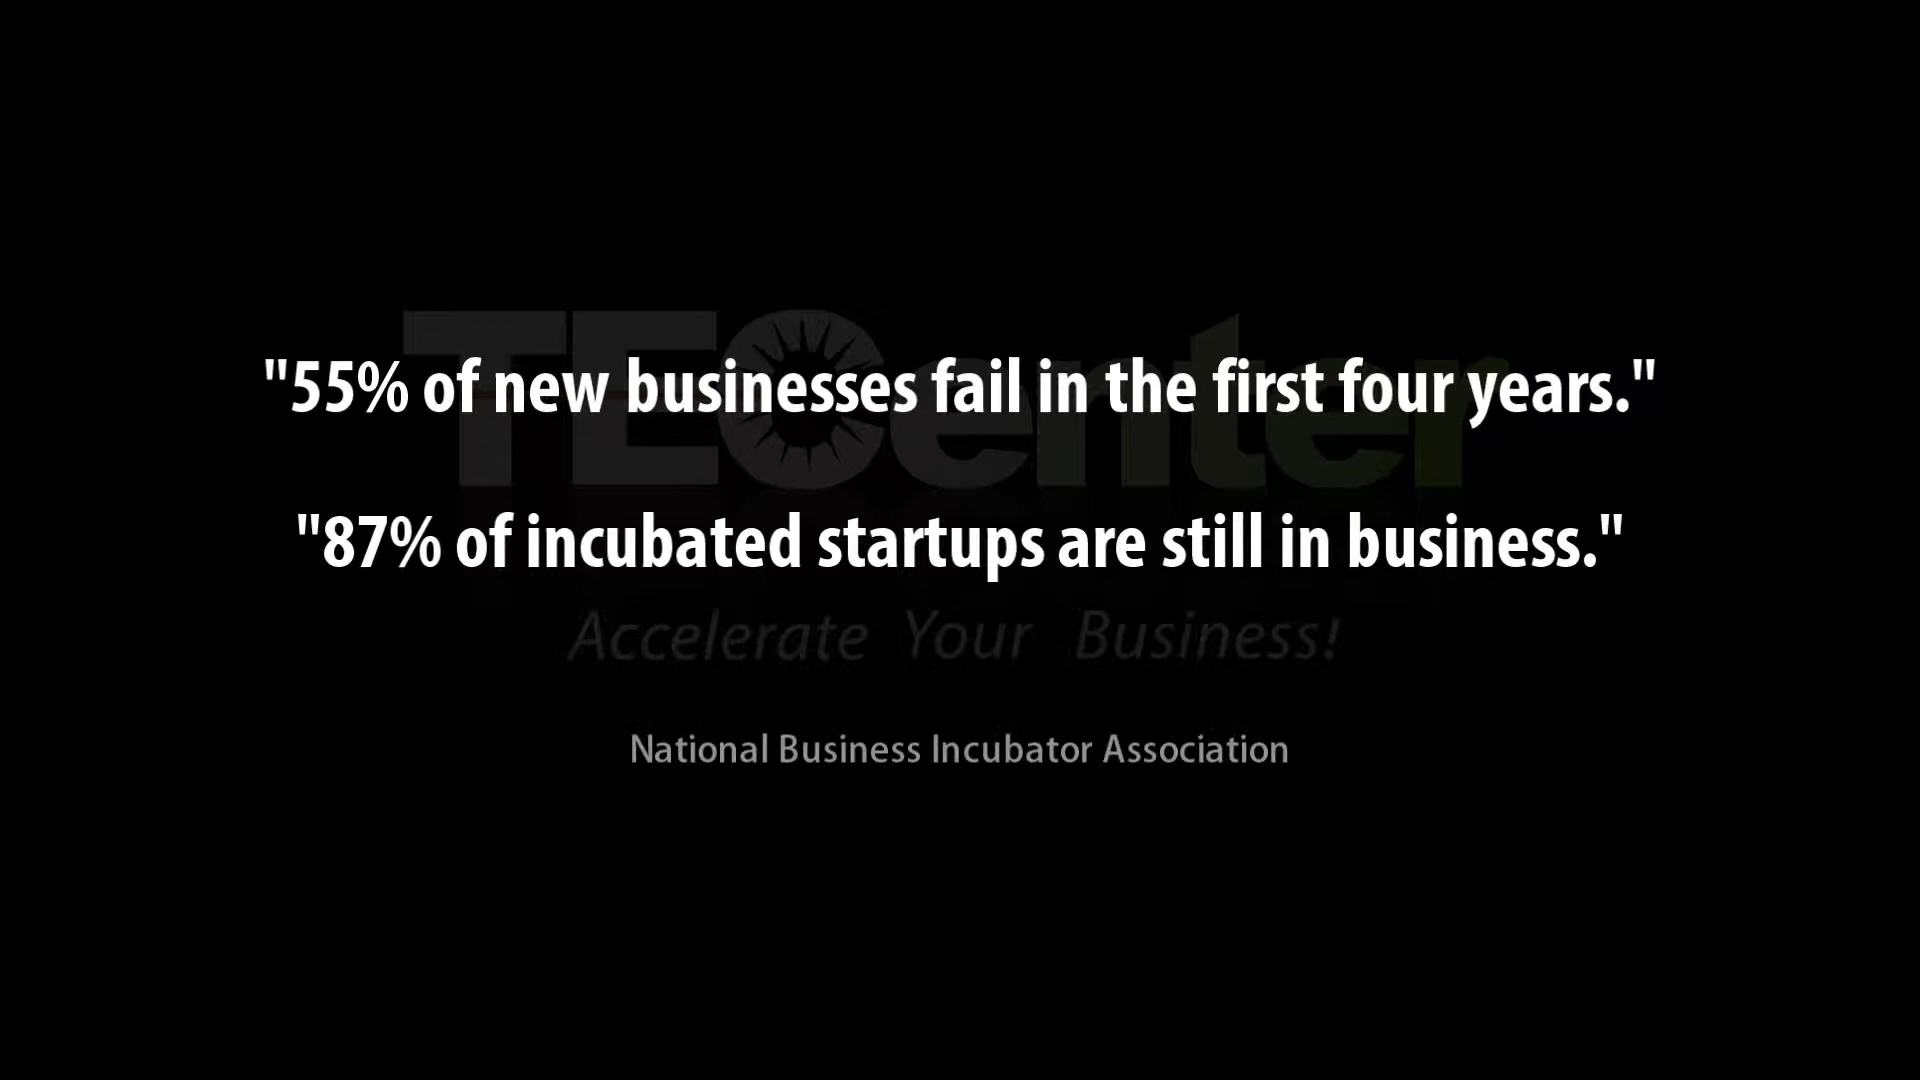 "55% of new businesses fail in the first four years."
TECenter
"87% of incubated startups are still in business."
Accelerate Your Business!
National Business Incubator Association